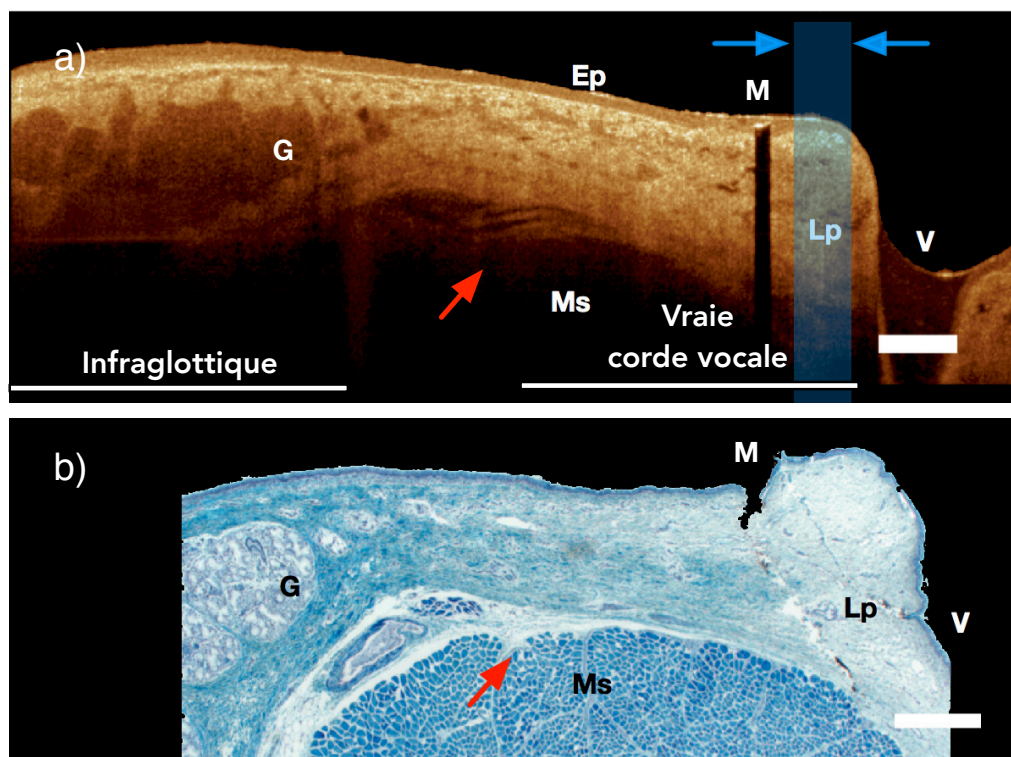 a)
Ep
M
G
Lp
V
Ms
Vraie
corde vocale
Infraglottique
b)
M
G
Lp
V
Ms